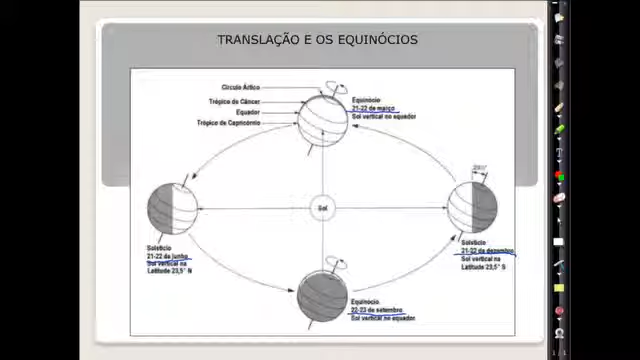 TRANSLAÇÃO E OS EQUINÓCIOS
Círculo Ártico
Trópico de Câncer
Equador
Trópico de Capricórnio
Equinócio
21-22 de março
Sol vertical no equador
Sol
Solstício
21-22 de junho
Sol vertical na
Latitude 23,5° N
Solstício
21-22 de dezembro
Sol vertical na
Latitude 23,5° S
Equinócio
22-23 de setembro
Sol vertical no equador